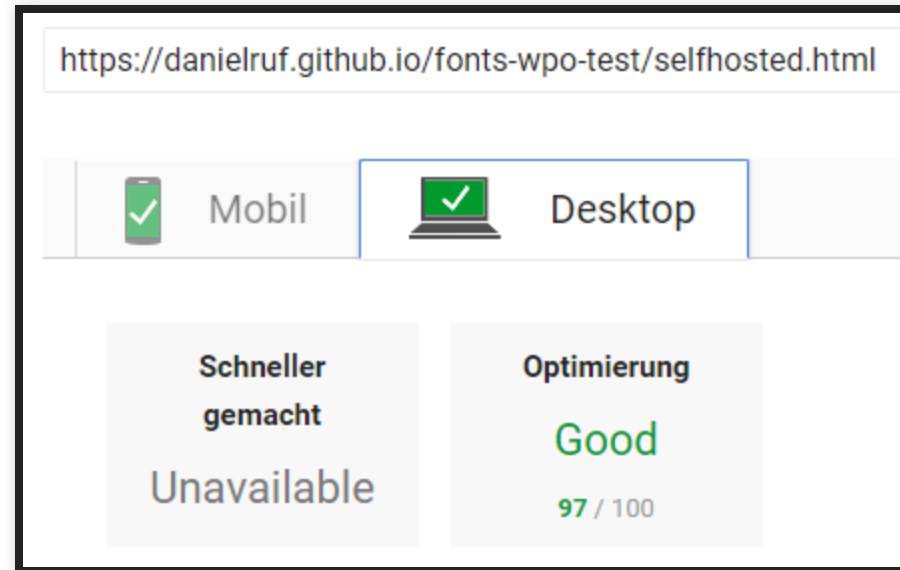 https://danielruf.github.io/fonts-wpo-test/selfhosted.html
Mobil
Desktop
Schneller
gemacht
Unavailable
Optimierung
Good
97 / 100